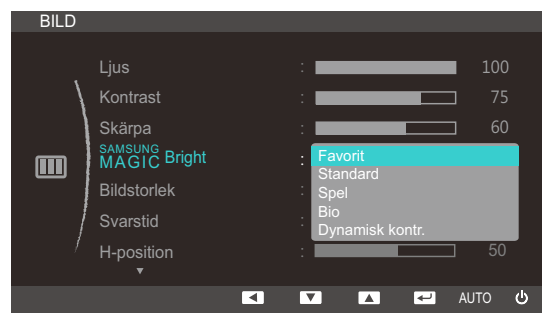 BILD
Ljus : 100
Kontrast : 75
Skärpa : 60
SAMSUNG MAGIC Bright : Favorit
Standard
Bildstorlek : Spel
Bio
Svarstid : Dynamisk kontr.
H-position : 50
AUTO